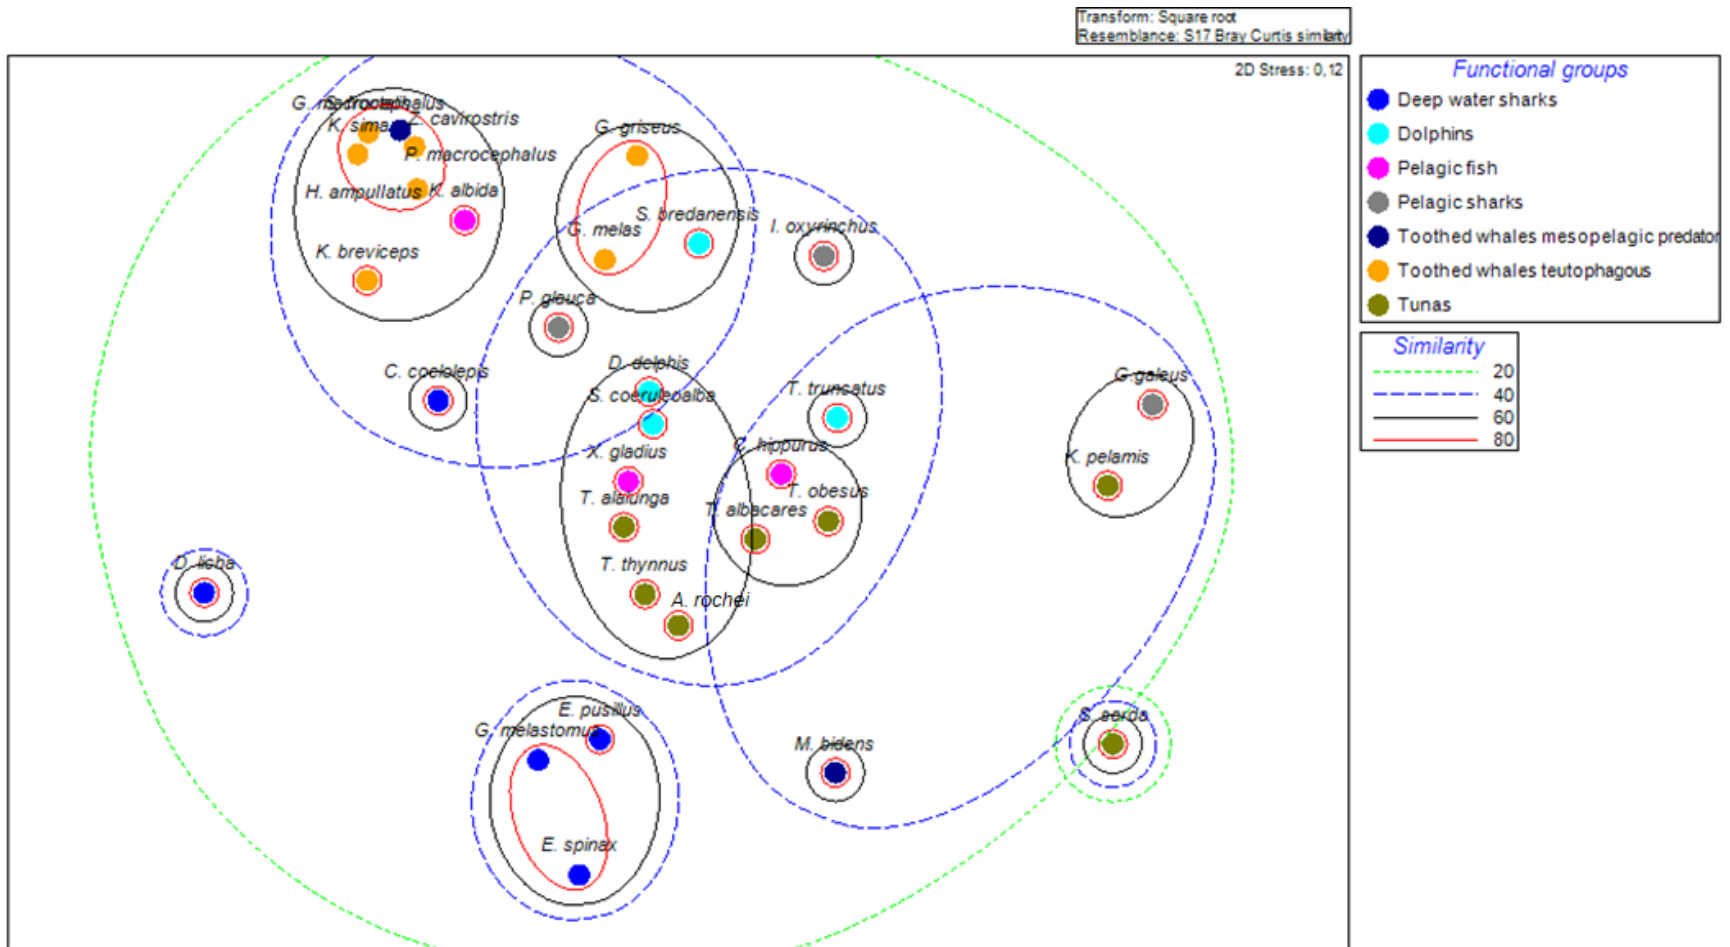 Transform: Square root
Resemblance: S17 Bray Curtis similarity
2D Stress: 0,12
Functional groups
Deep water sharks
Dolphins
Pelagic fish
Pelagic sharks
Toothed whales mesopelagic predator
Toothed whales teutophagous
Tunas
Similarity
20
40
60
80
K. sima
Z. cavirostris
P. macrocephalus
H. ampullatus
K. albida
K. breviceps
G. griseus
S. bredanensis
G. melas
I. oxyrinchus
P. glauca
C. coelolepis
D. delphis
S. coeruleoalba
T. truncatus
G.galeus
X. gladius
C. hippurus
K. pelamis
T. alalunga
T. obesus
T. albacares
D. licha
T. thynnus
A. rochei
E. pusillus
G. melastomus
S. sarda
M. bidens
E. spinax